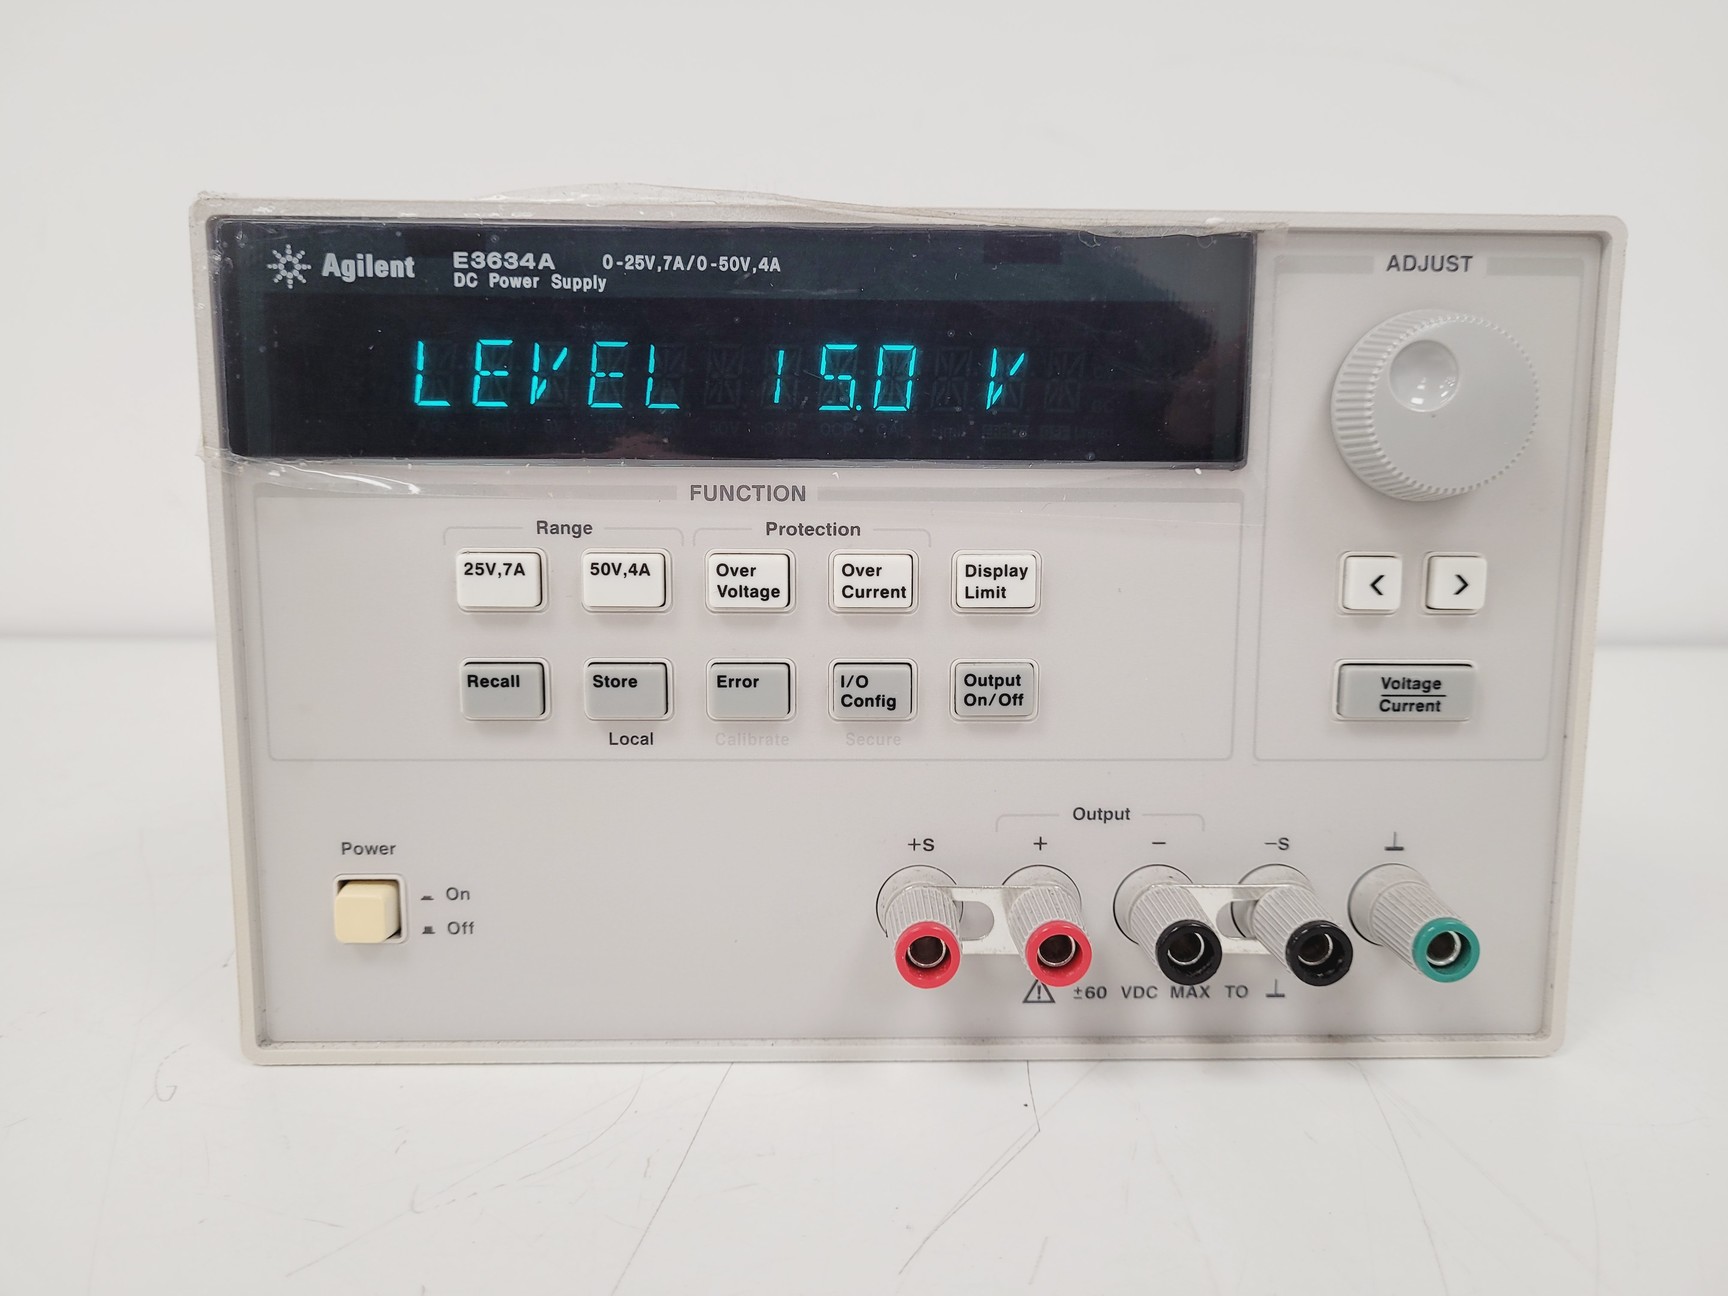 Agilent E3634A 0-25V,7A/0-50V,4A
DC Power Supply
ADJUST
LEVEL 15.0 V
FUNCTION
Range Protection
25V,7A 50V,4A Over Voltage Over Current Display Limit < >
Recall Store Error I/O Config Output On/Off Voltage Current
Local Calibrate Secure
Output
Power +S + − −S ⊥
On
Off
±60 VDC MAX TO ⊥